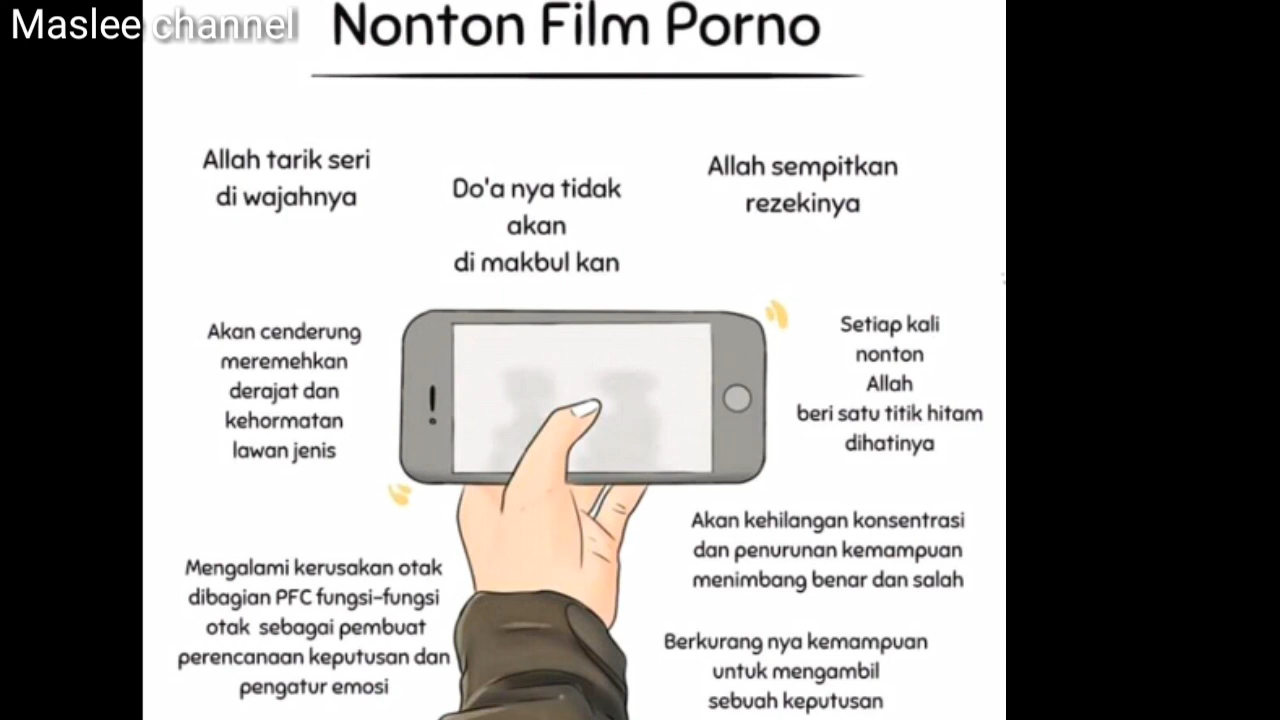 Maslee channel
Nonton Film Porno
Allah tarik seri
di wajahnya
Do'a nya tidak
akan
di makbul kan
Allah sempitkan
rezekinya
Akan cenderung
meremehkan
derajat dan
kehormatan
lawan jenis
Setiap kali
nonton
Allah
beri satu titik hitam
dihatinya
Akan kehilangan konsentrasi
dan penurunan kemampuan
menimbang benar dan salah
Mengalami kerusakan otak
dibagian PFC fungsi-fungsi
otak sebagai pembuat
perencanaan keputusan dan
pengatur emosi
Berkurang nya kemampuan
untuk mengambil
sebuah keputusan